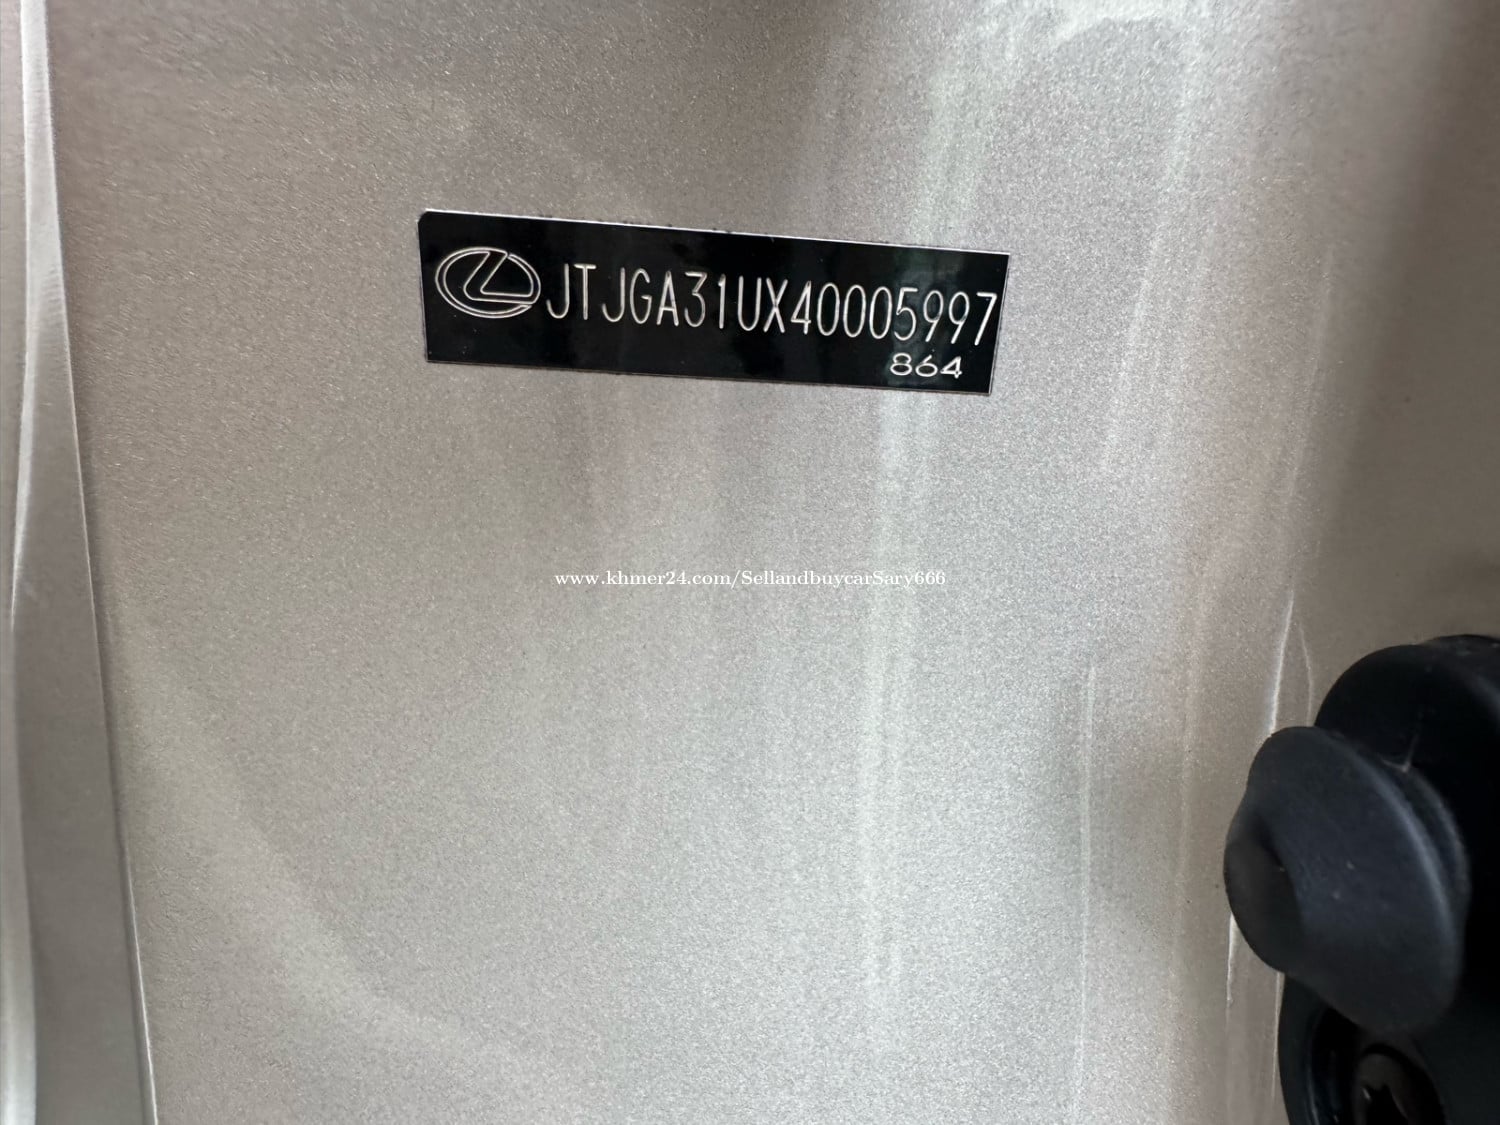 JTJGA31UX40005997
864
www.khmer24.com/SellandbuycarSary666